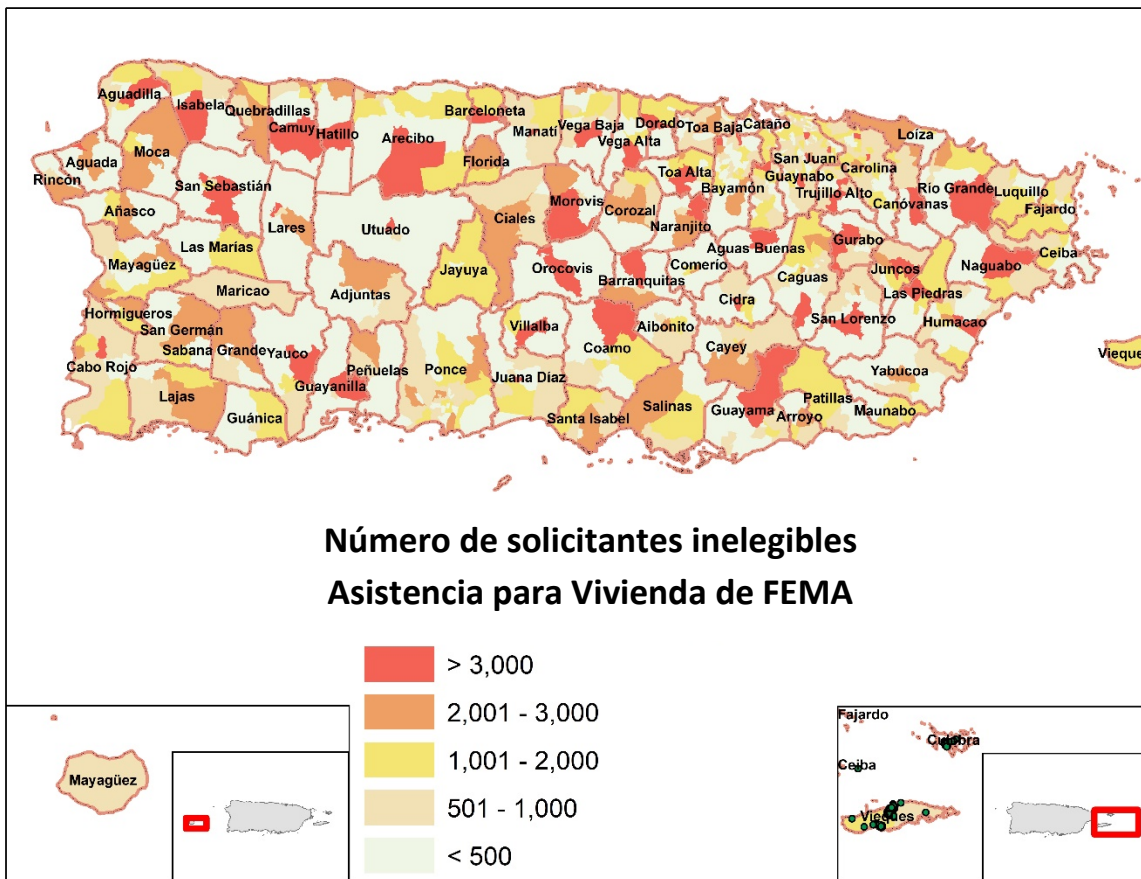 Aguadilla
Isabela
Quebradillas
Camuy
Hatillo
Arecibo
Barceloneta
Manatí
Vega Baja
Vega Alta
Dorado
Toa Baja
Cataño
Loíza
Aguada
Rincón
Moca
San Sebastián
Florida
Toa Alta
Bayamón
San Juan
Guaynabo
Carolina
Trujillo Alto
Canóvanas
Río Grande
Luquillo
Fajardo
Añasco
Lares
Utuado
Ciales
Morovis
Corozal
Naranjito
Las Marías
Mayagüez
Jayuya
Orocovis
Barranquitas
Comerío
Aguas Buenas
Caguas
Gurabo
Juncos
Naguabo
Ceiba
Maricao
Adjuntas
Cidra
Las Piedras
Hormigueros
San Germán
Sabana Grande
Yauco
Villalba
Coamo
Aibonito
Cayey
San Lorenzo
Humacao
Vieque
Cabo Rojo
Lajas
Guánica
Guayanilla
Peñuelas
Ponce
Juana Díaz
Yabucoa
Santa Isabel
Salinas
Guayama
Arroyo
Patillas
Maunabo
Número de solicitantes inelegibles
Asistencia para Vivienda de FEMA
> 3,000
2,001 - 3,000
1,001 - 2,000
501 - 1,000
< 500
Mayagüez
Fajardo
Culebra
Ceiba
Vieques